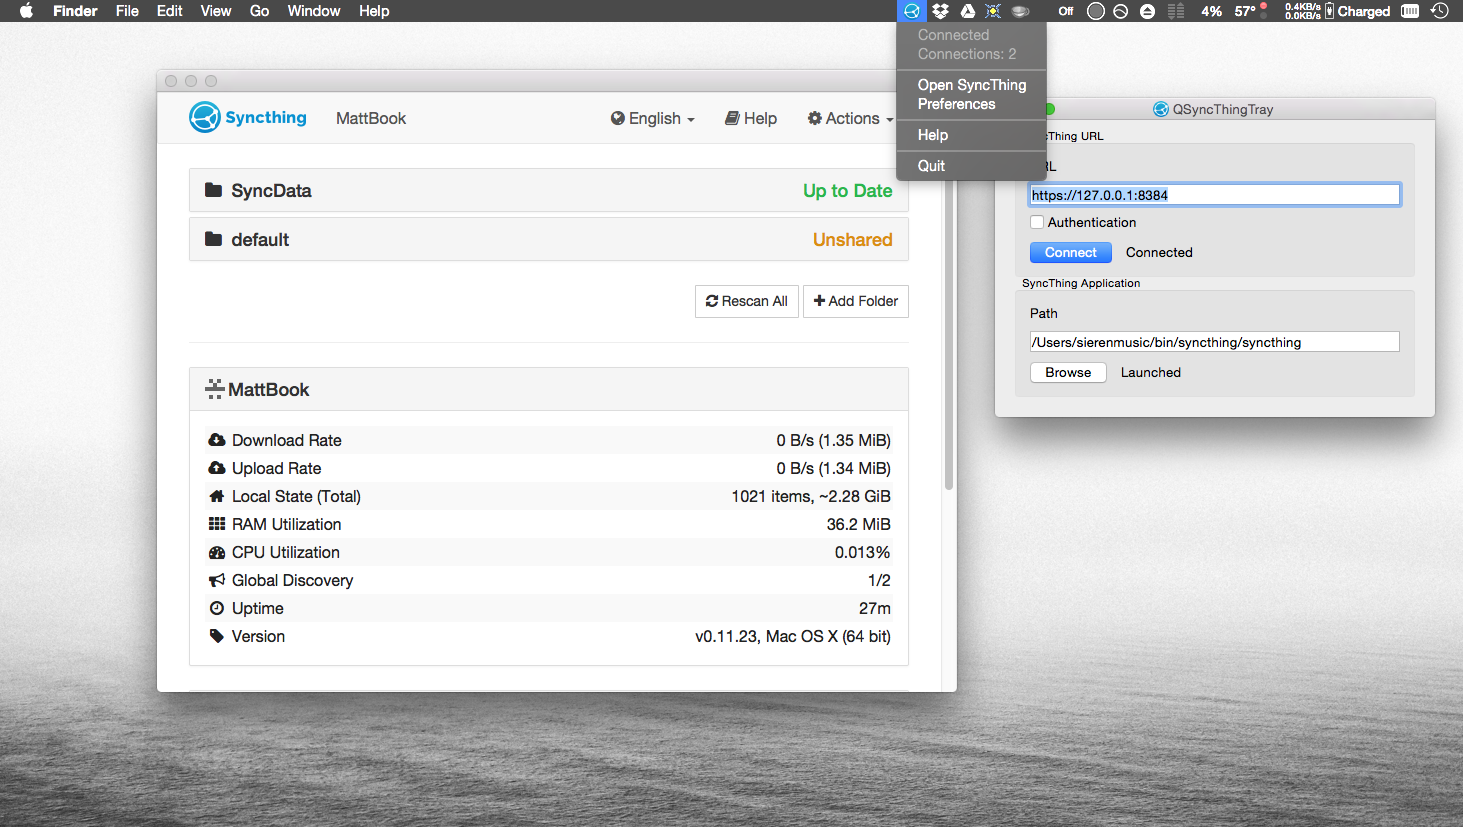 Finder File Edit View Go Window Help
Off 4% 57° 0.4KB/s 0.0KB/s Charged
Connected
Connections: 2
Open SyncThing
Preferences
Help
Quit
Syncthing MattBook English Help Actions
SyncData Up to Date
default Unshared
Rescan All Add Folder
MattBook
Download Rate 0 B/s (1.35 MiB)
Upload Rate 0 B/s (1.34 MiB)
Local State (Total) 1021 items, ~2.28 GiB
RAM Utilization 36.2 MiB
CPU Utilization 0.013%
Global Discovery 1/2
Uptime 27m
Version v0.11.23, Mac OS X (64 bit)
QSyncThingTray
cThing URL
RL
https://127.0.0.1:8384
Authentication
Connect Connected
SyncThing Application
Path
/Users/sierenmusic/bin/syncthing/syncthing
Browse Launched